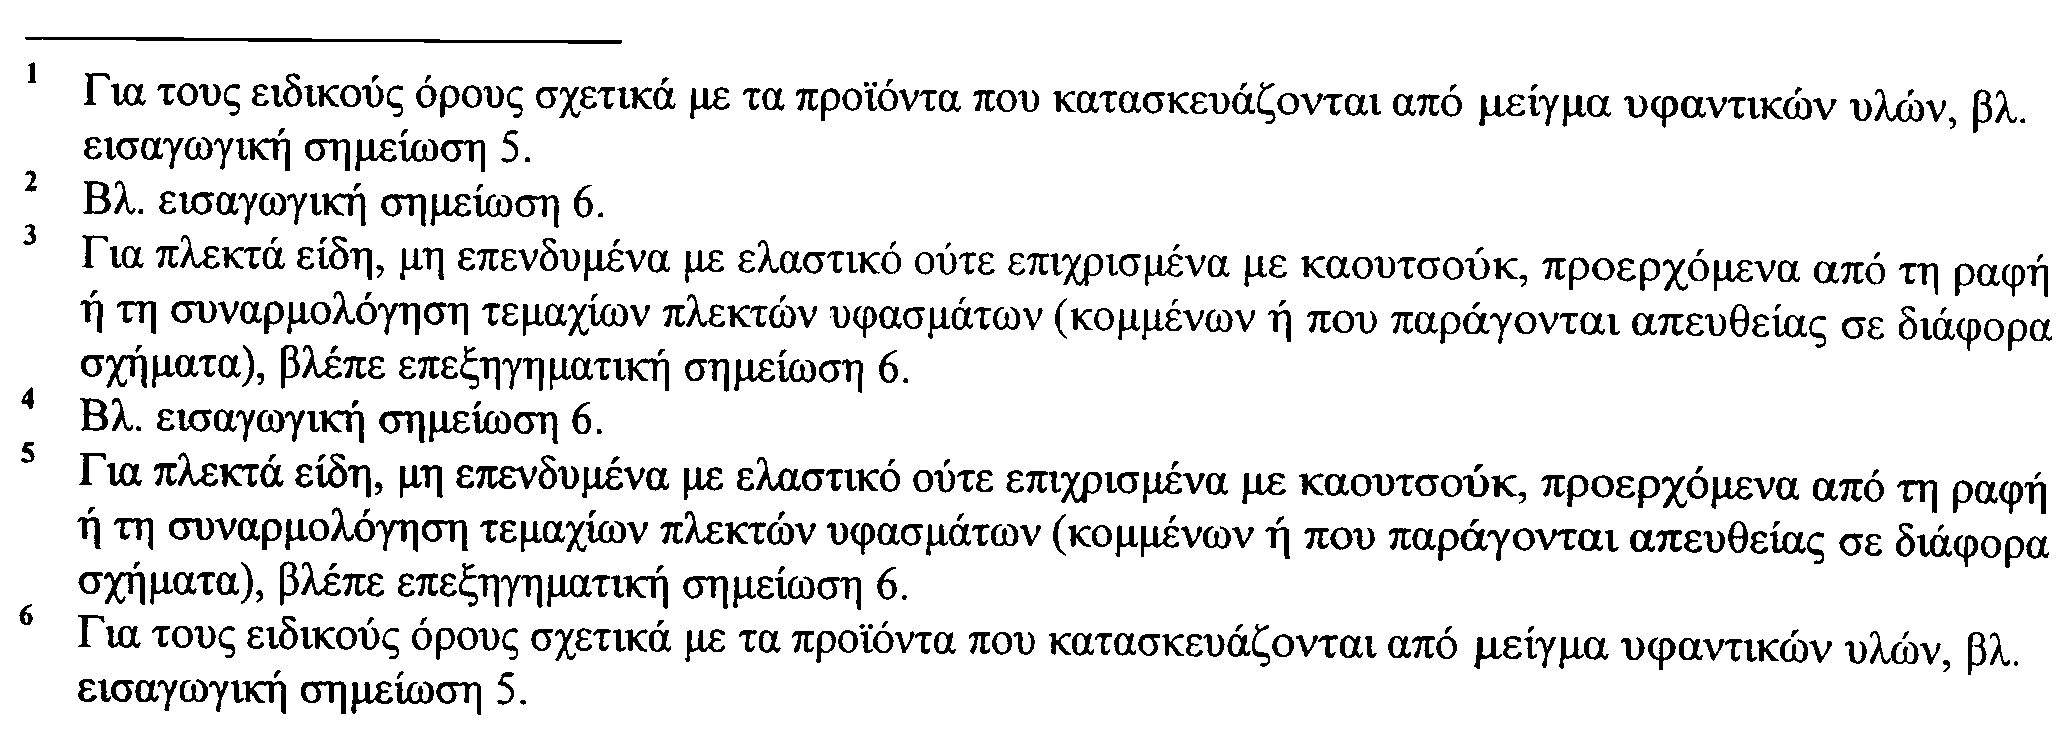 1 Για τους ειδικούς όρους σχετικά με τα προϊόντα που κατασκευάζονται από μείγμα υφαντικών υλών, βλ.
εισαγωγική σημείωση 5.
2 Βλ. εισαγωγική σημείωση 6.
3 Για πλεκτά είδη, μη επενδυμένα με ελαστικό ούτε επιχρισμένα με καουτσούκ, προερχόμενα από τη ραφή
ή τη συναρμολόγηση τεμαχίων πλεκτών υφασμάτων (κομμένων ή που παράγονται απευθείας σε διάφορα
σχήματα), βλέπε επεξηγηματική σημείωση 6.
4 Βλ. εισαγωγική σημείωση 6.
5 Για πλεκτά είδη, μη επενδυμένα με ελαστικό ούτε επιχρισμένα με καουτσούκ, προερχόμενα από τη ραφή
ή τη συναρμολόγηση τεμαχίων πλεκτών υφασμάτων (κομμένων ή που παράγονται απευθείας σε διάφορα
σχήματα), βλέπε επεξηγηματική σημείωση 6.
6 Για τους ειδικούς όρους σχετικά με τα προϊόντα που κατασκευάζονται από μείγμα υφαντικών υλών, βλ.
εισαγωγική σημείωση 5.